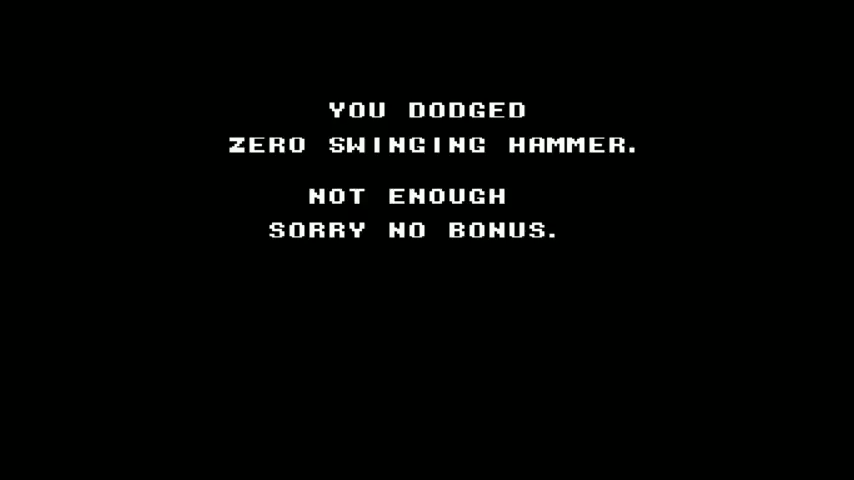 YOU DODGED
ZERO SWINGING HAMMER.
NOT ENOUGH
SORRY NO BONUS.